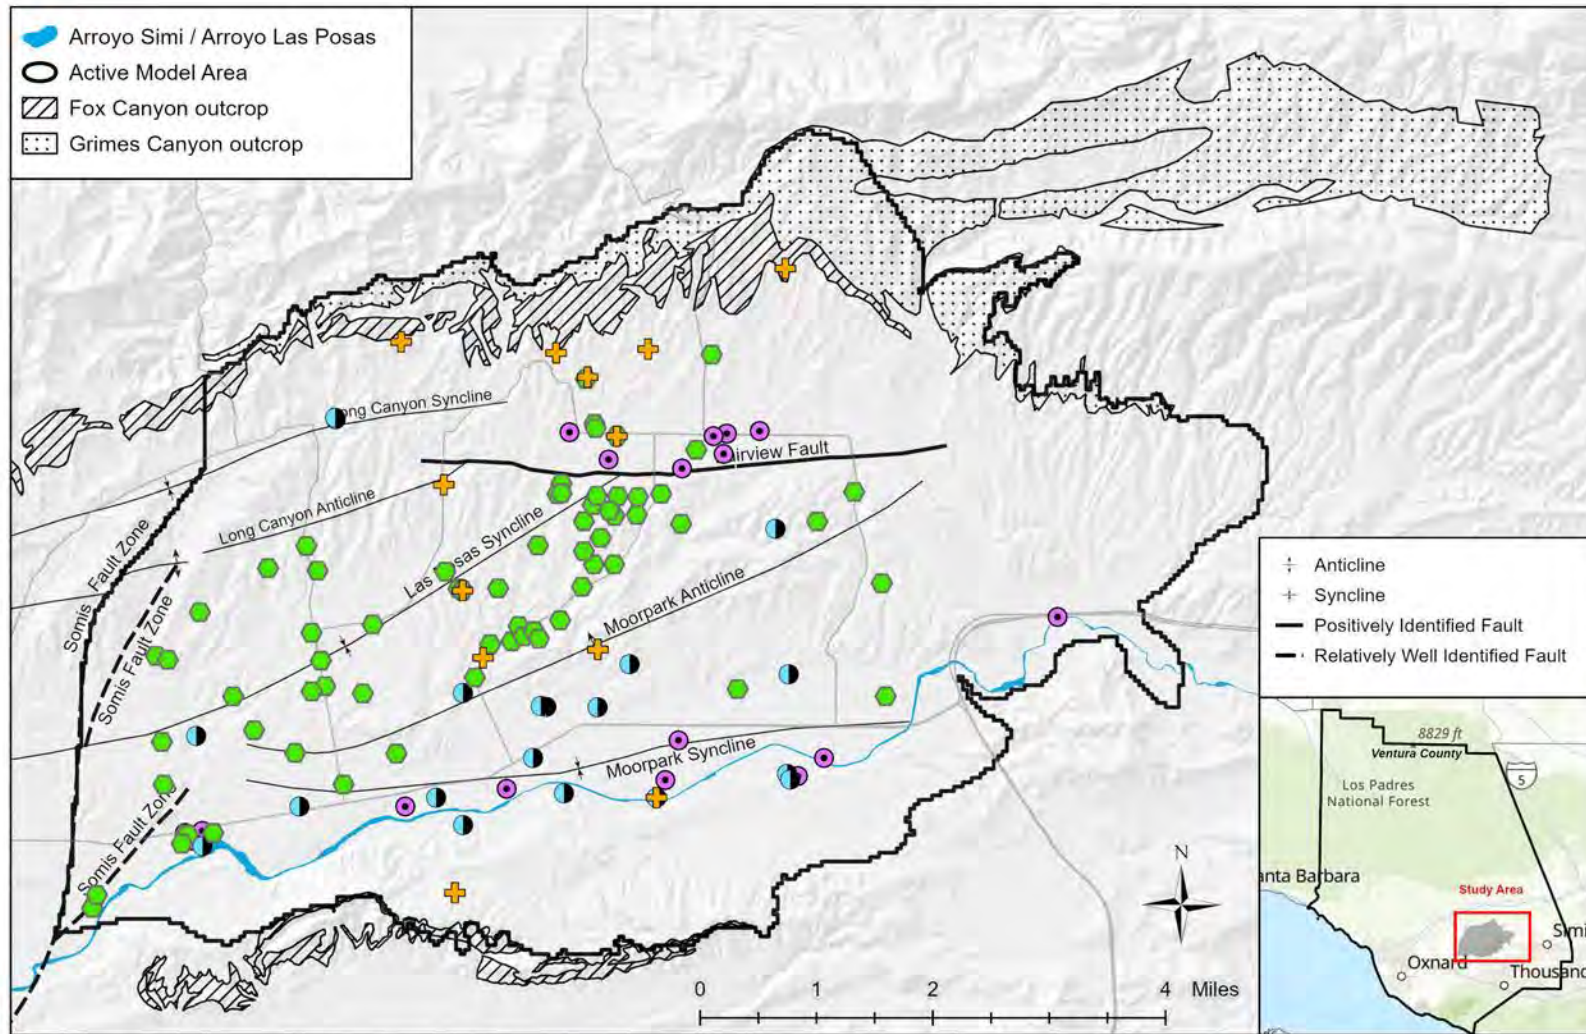 Arroyo Simi / Arroyo Las Posas
Active Model Area
Fox Canyon outcrop
Grimes Canyon outcrop
Long Canyon Syncline
Fairview Fault
Long Canyon Anticline
Somis Fault Zone
Las Posas Syncline
Moorpark Anticline
Somis Fault Zone
Moorpark Syncline
Somis Fault Zone
Anticline
Syncline
Positively Identified Fault
Relatively Well Identified Fault
N
0 1 2 4 Miles
8829 ft
Ventura County
5
Los Padres
National Forest
anta Barbara
Study Area
Simi
Oxnard
Thousand